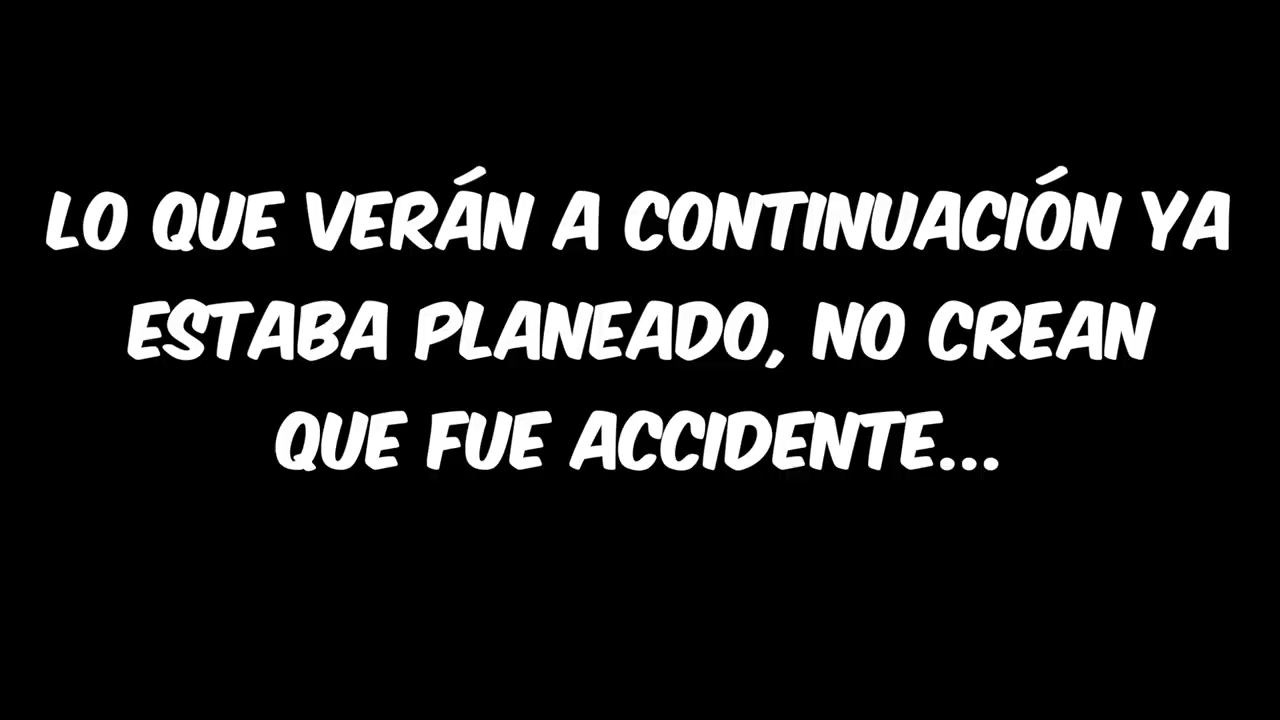 LO QUE VERÁN A CONTINUACIÓN YA
ESTABA PLANEADO, NO CREAN
QUE FUE ACCIDENTE...